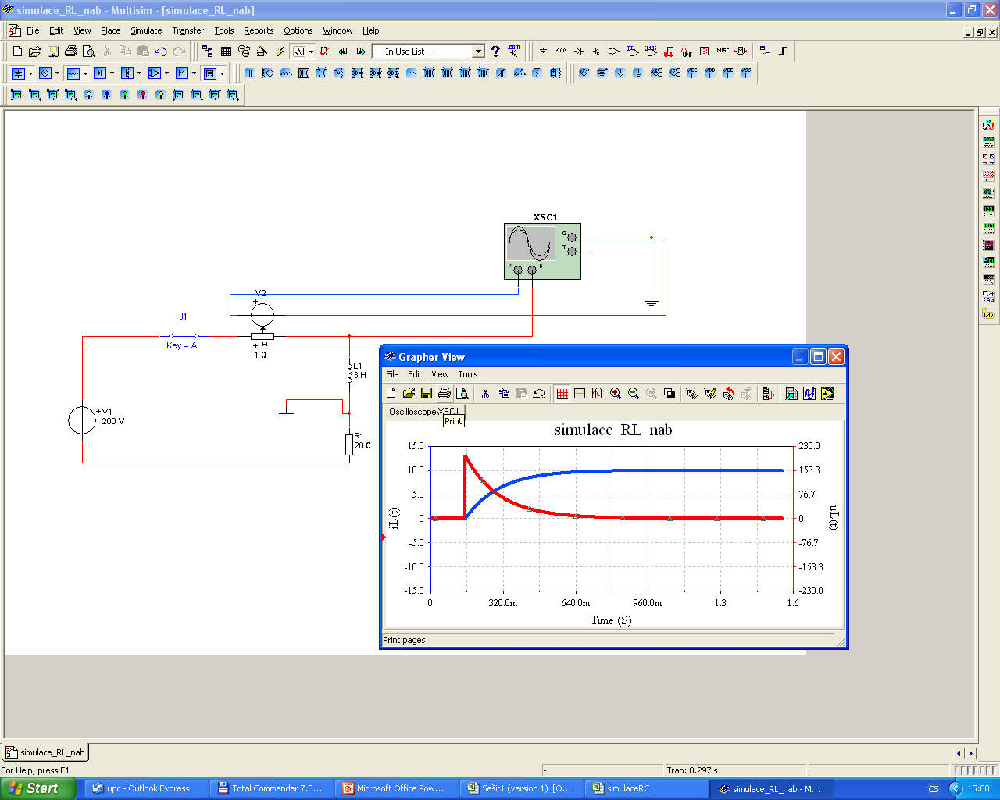 simulace_RL_nab - Multisim - [simulace_RL_nab]
File Edit View Place Simulate Transfer Tools Reports Options Window Help
--- In Use List ---
XSC1
G
T
A B
V2
J1
Key = A
1 Ω
L1
3 H
V1
200 V
R1
20 Ω
Grapher View
File Edit View Tools
Oscilloscope-XSC1
Print
simulace_RL_nab
15.0
10.0
5.0
0
-5.0
-10.0
-15.0
iL(t)
230.0
153.3
76.7
0
-76.7
-153.3
-230.0
uL(t)
0 320.0m 640.0m 960.0m 1.3 1.6
Time (S)
Print pages
simulace_RL_nab
For Help, press F1
- Tran: 0.297 s
Start upc - Outlook Express Total Commander 7.5... Microsoft Office Pow... Sešit1 (version 1) [O... simulaceRC simulace_RL_nab - M... CS 15:08